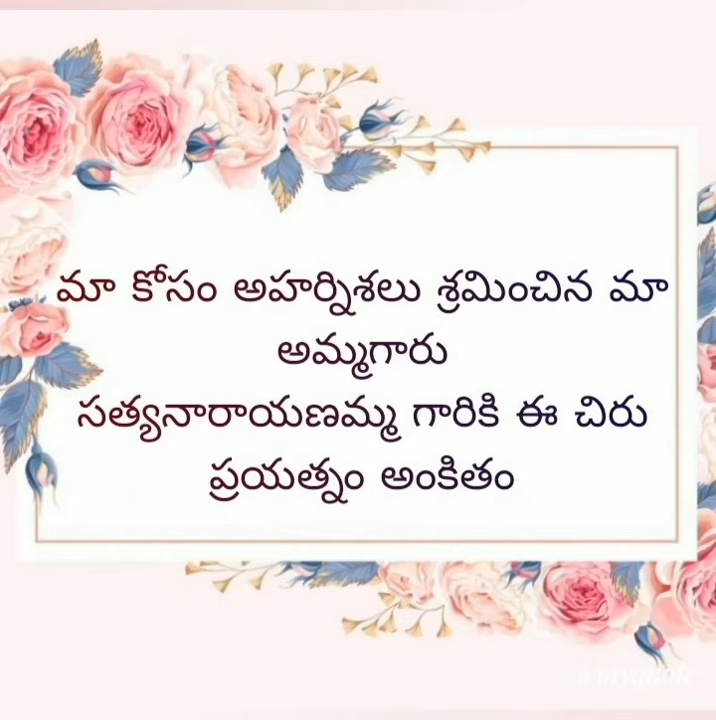 మా కోసం అహర్నిశలు శ్రమించిన మా
అమ్మగారు
సత్యనారాయణమ్మ గారికి ఈ చిరు
ప్రయత్నం అంకితం